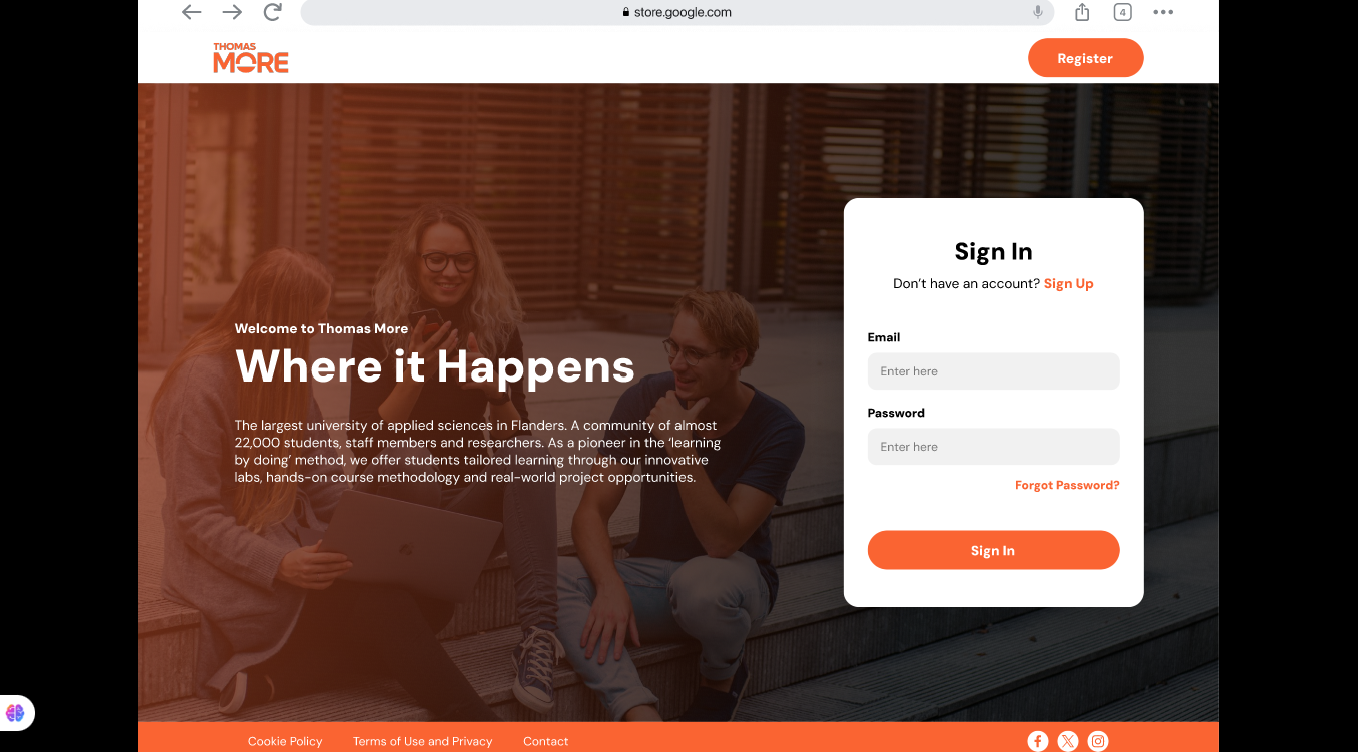 store.google.com
4
THOMAS
MORE
Register
Welcome to Thomas More
Where it Happens
The largest university of applied sciences in Flanders. A community of almost
22,000 students, staff members and researchers. As a pioneer in the ‘learning
by doing’ method, we offer students tailored learning through our innovative
labs, hands-on course methodology and real-world project opportunities.
Sign In
Don’t have an account? Sign Up
Email
Enter here
Password
Enter here
Forgot Password?
Sign In
Cookie Policy
Terms of Use and Privacy
Contact